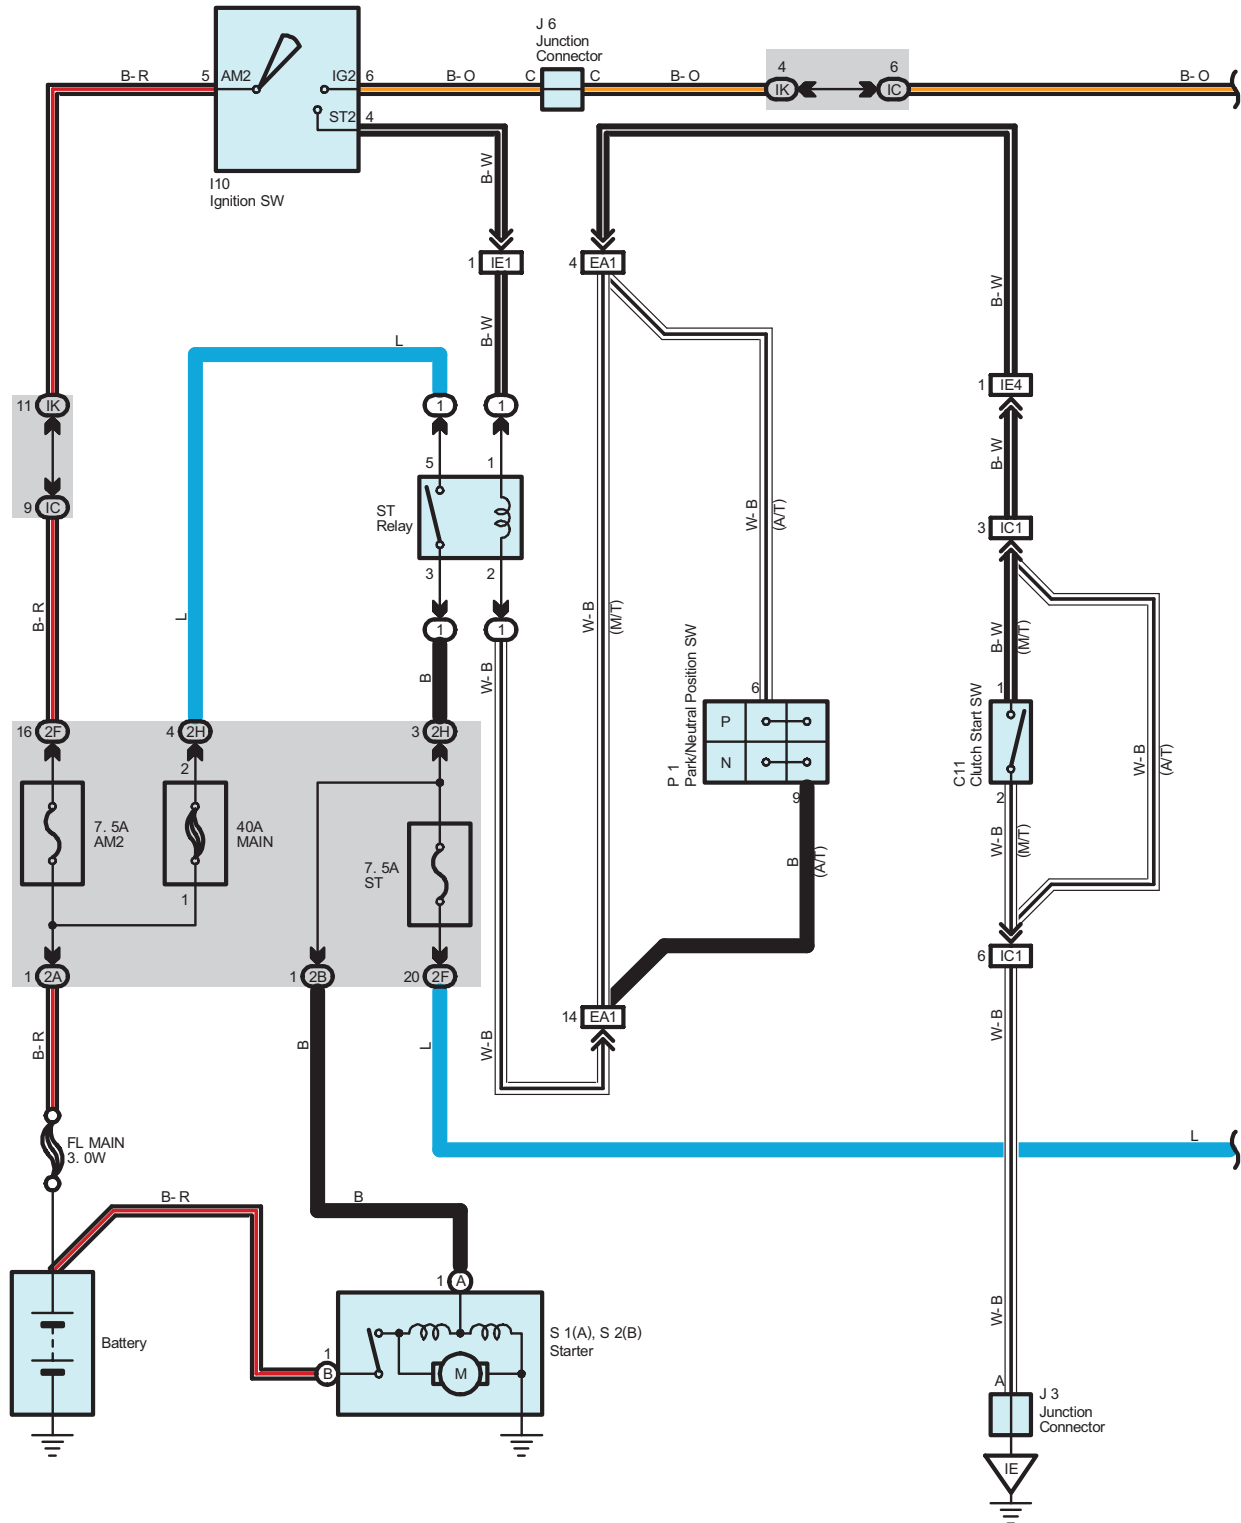 J 6
Junction
Connector
B- R
5
AM2
IG2
6
B- O
C
C
B- O
4
IK
6
IC
B- O
ST2
4
I10
Ignition SW
B- W
1
IE1
4
EA1
B- W
B- W
L
11
IK
1
1
1
IE4
B- W
5
1
ST
Relay
9
IC
3
IC1
W- B
(A/T)
3
2
B- R
L
1
1
W- B
(M/T)
B- W
(M/T)
B
W- B
P 1
Park/Neutral Position SW
6
1
C11
Clutch Start SW
P
N
16
2F
4
2H
3
2H
W- B
(A/T)
2
7. 5A
AM2
40A
MAIN
9
2
W- B
(M/T)
7. 5A
ST
B
(A/T)
1
1
2A
1
2B
20
2F
6
IC1
14
EA1
B- R
B
L
W- B
W- B
FL MAIN
3. 0W
L
B- R
B
1
A
W- B
Battery
S 1(A), S 2(B)
Starter
1
B
M
A
J 3
Junction
Connector
IE